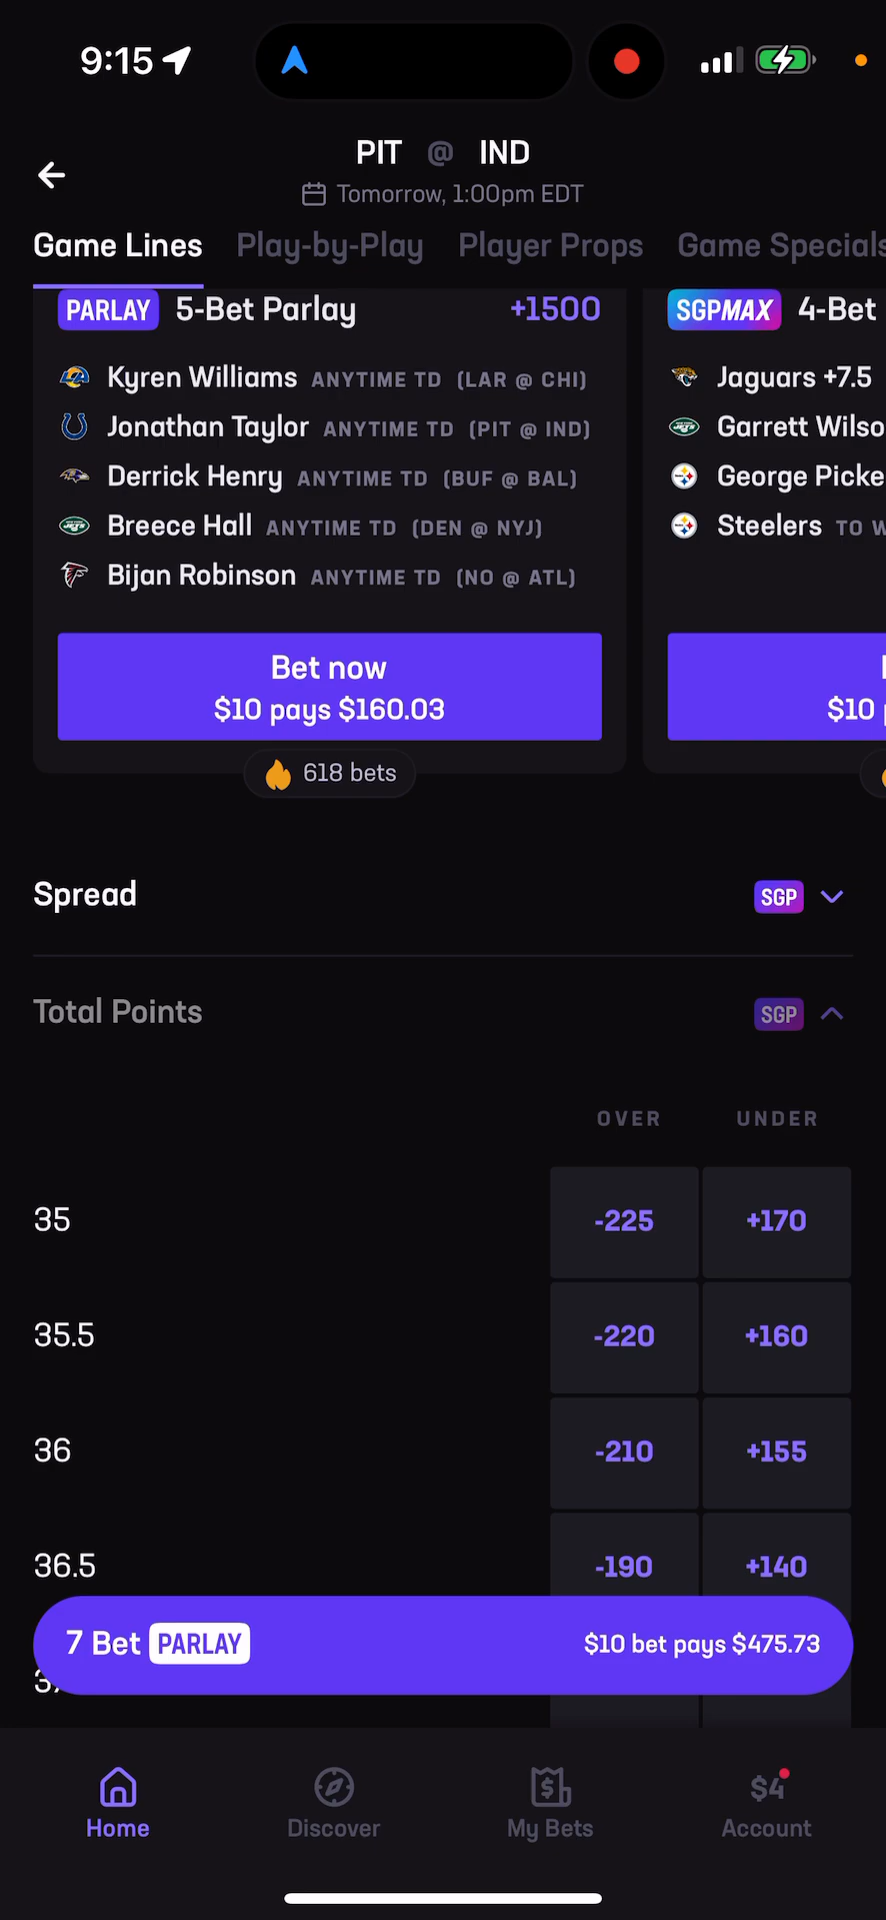 9:15
PIT @ IND
Tomorrow, 1:00pm EDT
Game Lines Play-by-Play Player Props Game Specials
PARLAY 5-Bet Parlay +1500
Kyren Williams ANYTIME TD (LAR @ CHI)
Jonathan Taylor ANYTIME TD (PIT @ IND)
Derrick Henry ANYTIME TD (BUF @ BAL)
Breece Hall ANYTIME TD (DEN @ NYJ)
Bijan Robinson ANYTIME TD (NO @ ATL)
Bet now
$10 pays $160.03
618 bets
SGPMAX 4-Bet
Jaguars +7.5
Garrett Wilso
George Picke
Steelers TO W
$10
Spread SGP
Total Points SGP
OVER UNDER
35 -225 +170
35.5 -220 +160
36 -210 +155
36.5 -190 +140
7 Bet PARLAY $10 bet pays $475.73
Home Discover My Bets $4 Account